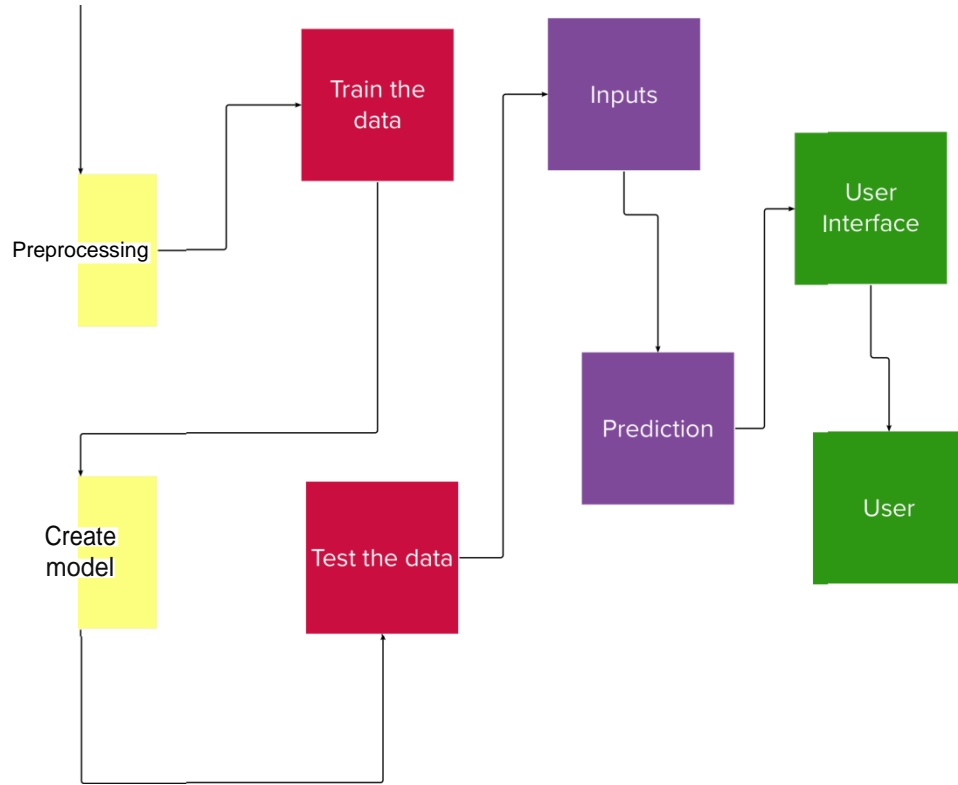 Preprocessing
Train the
data
Create
model
Test the data
Inputs
Prediction
User
Interface
User